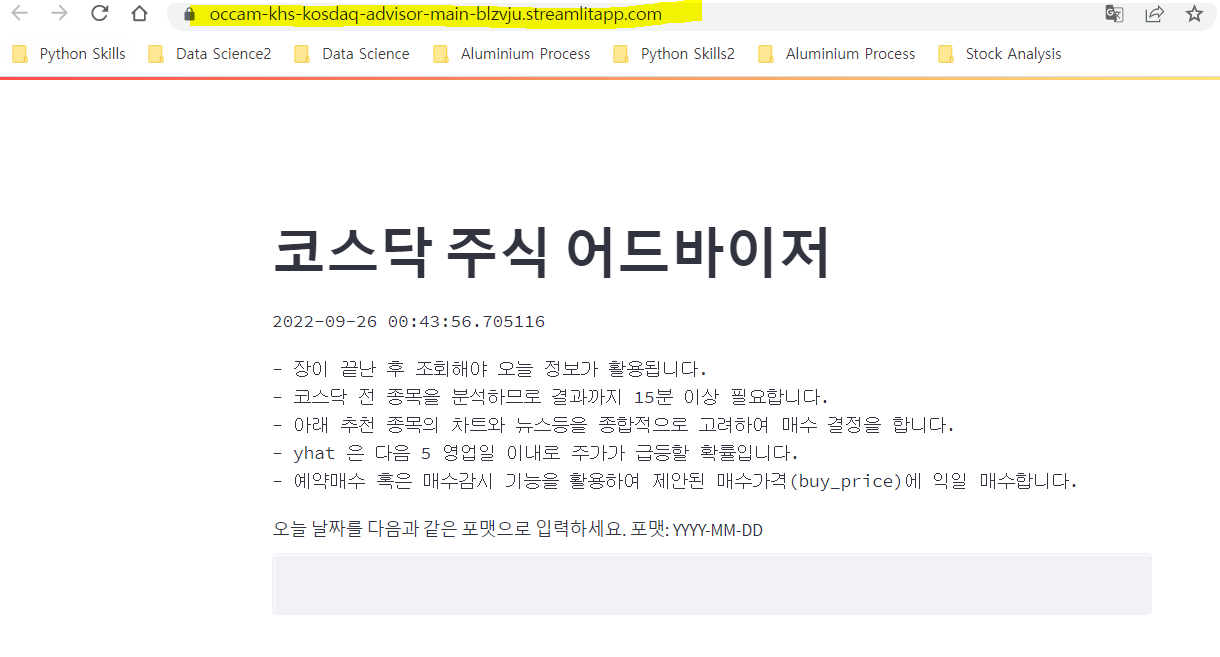 occam-khs-kosdaq-advisor-main-blzvju.streamlitapp.com
Python Skills Data Science2 Data Science Aluminium Process Python Skills2 Aluminium Process Stock Analysis
코스닥 주식 어드바이저
2022-09-26 00:43:56.705116
- 장이 끝난 후 조회해야 오늘 정보가 활용됩니다.
- 코스닥 전 종목을 분석하므로 결과까지 15분 이상 필요합니다.
- 아래 추천 종목의 차트와 뉴스등을 종합적으로 고려하여 매수 결정을 합니다.
- yhat 은 다음 5 영업일 이내로 주가가 급등할 확률입니다.
- 예약매수 혹은 매수감시 기능을 활용하여 제안된 매수가격(buy_price)에 익일 매수합니다.
오늘 날짜를 다음과 같은 포맷으로 입력하세요. 포맷: YYYY-MM-DD